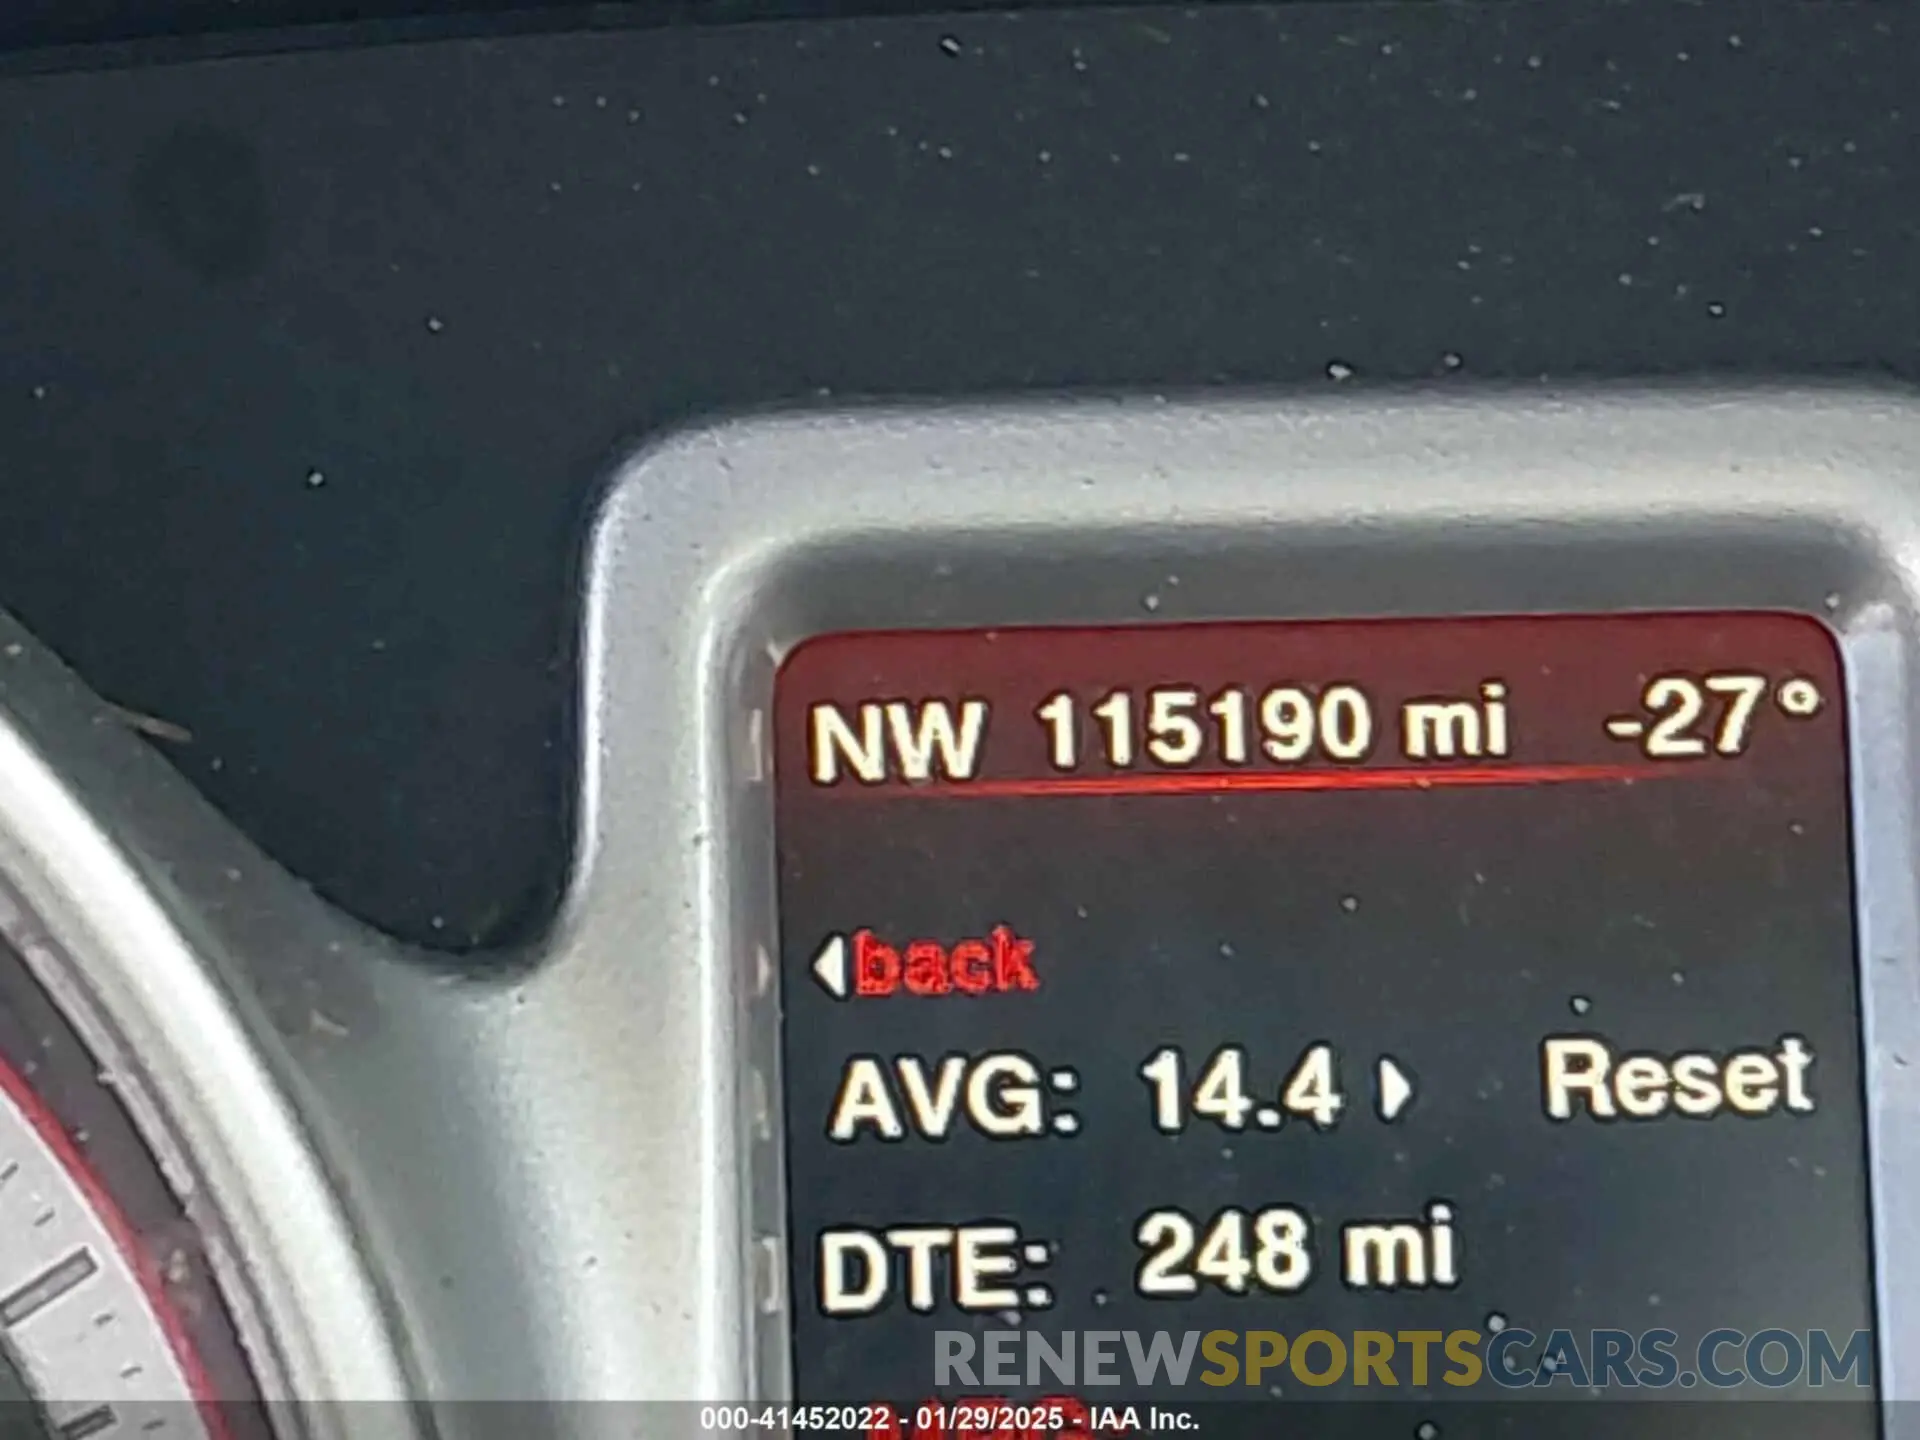 NW 115190 mi -27°
back
AVG: 14.4 Reset
DTE: 248 mi
RENEWSPORTSCARS.COM
000-41452022 - 01/29/2025 - IAA Inc.